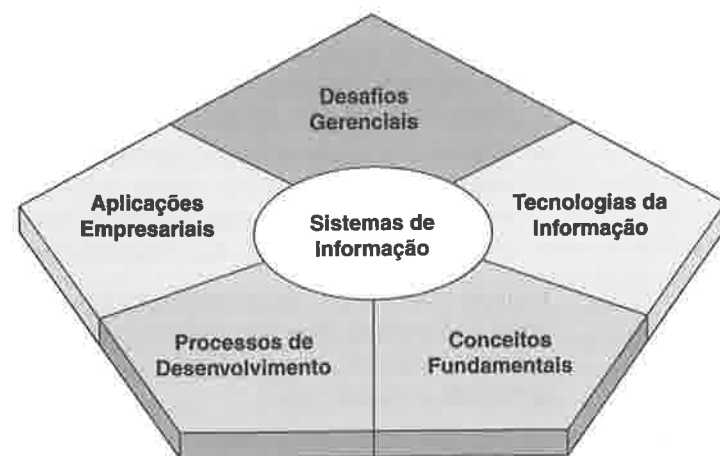 Desafios
Gerenciais
Aplicações
Empresariais
Sistemas de
Informação
Tecnologias da
Informação
Processos de
Desenvolvimento
Conceitos
Fundamentais